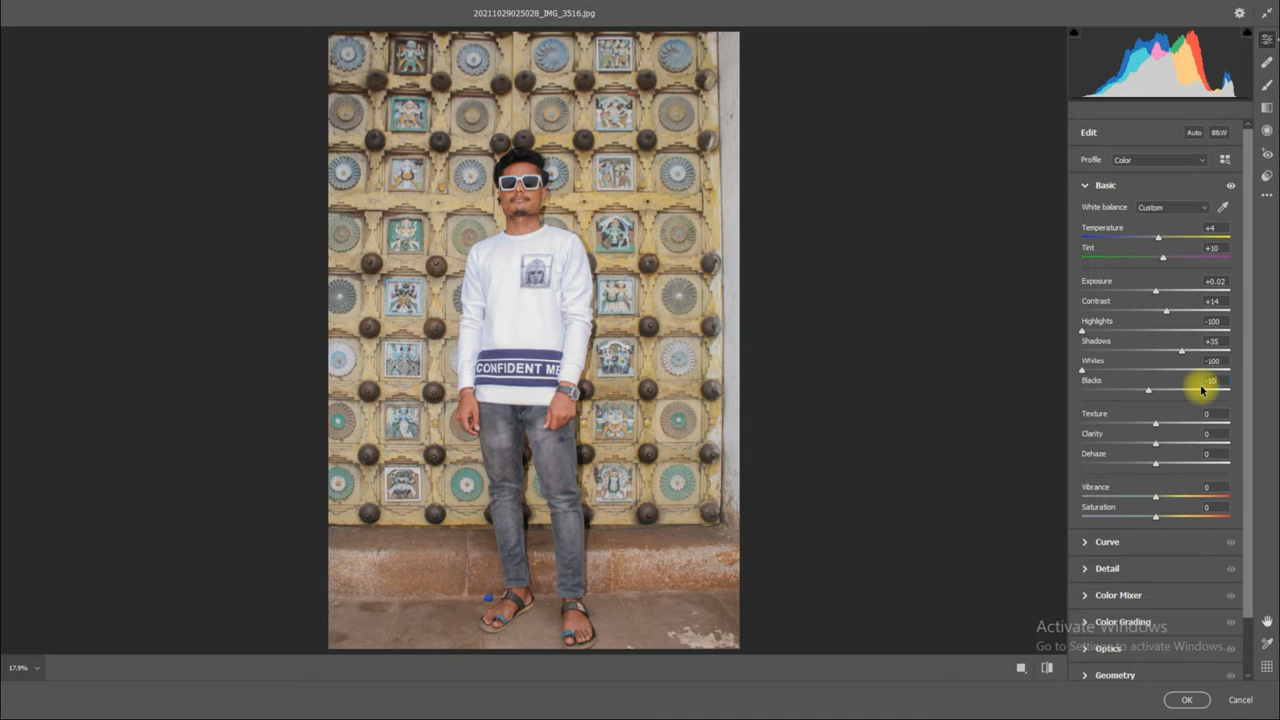 20211029025028_IMG_3516.jpg
Edit
Auto
B&W
Profile
Color
Basic
White balance
Custom
Temperature
+4
Tint
+10
Exposure
+0.02
Contrast
+14
Highlights
-100
Shadows
+35
Whites
-100
Blacks
-10
Texture
0
Clarity
0
Dehaze
0
Vibrance
0
Saturation
0
Curve
Detail
Color Mixer
Color Grading
Optics
Geometry
Activate Windows
Go to Settings to activate Windows.
CONFIDENT ME
17.9%
OK
Cancel